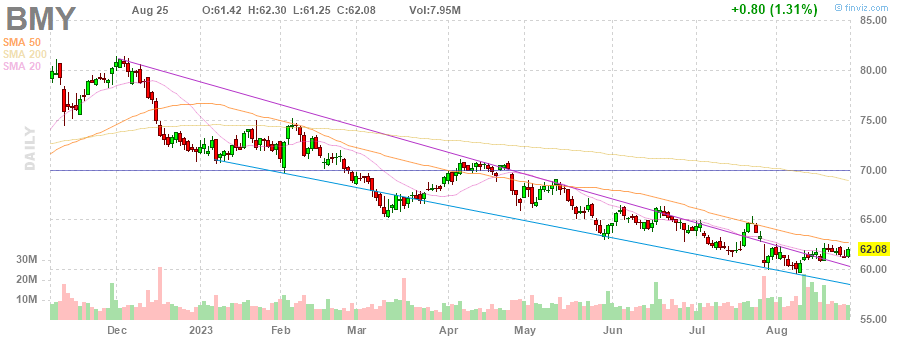 BMY Aug 25 O:61.42 H:62.30 L:61.25 C:62.08 Vol:7.95M +0.80 (1.31%) © finviz.com
SMA 50
SMA 200
SMA 20
DAILY
85.00
80.00
75.00
70.00
65.00
62.08
60.00
55.00
30M
20M
10M
Dec 2023 Feb Mar Apr May Jun Jul Aug